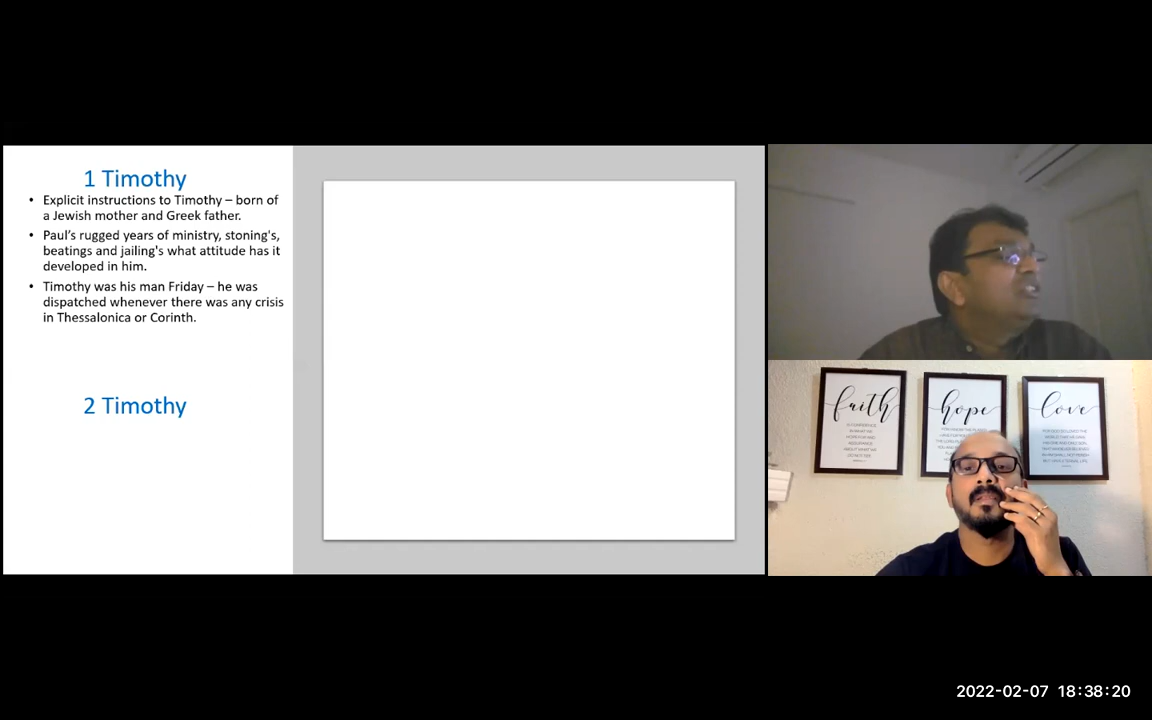 1 Timothy
• Explicit instructions to Timothy – born of
a Jewish mother and Greek father.
• Paul's rugged years of ministry, stoning's,
beatings and jailing's what attitude has it
developed in him.
• Timothy was his man Friday – he was
dispatched whenever there was any crisis
in Thessalonica or Corinth.
2 Timothy
faith
hope
love
2022-02-07 18:38:20